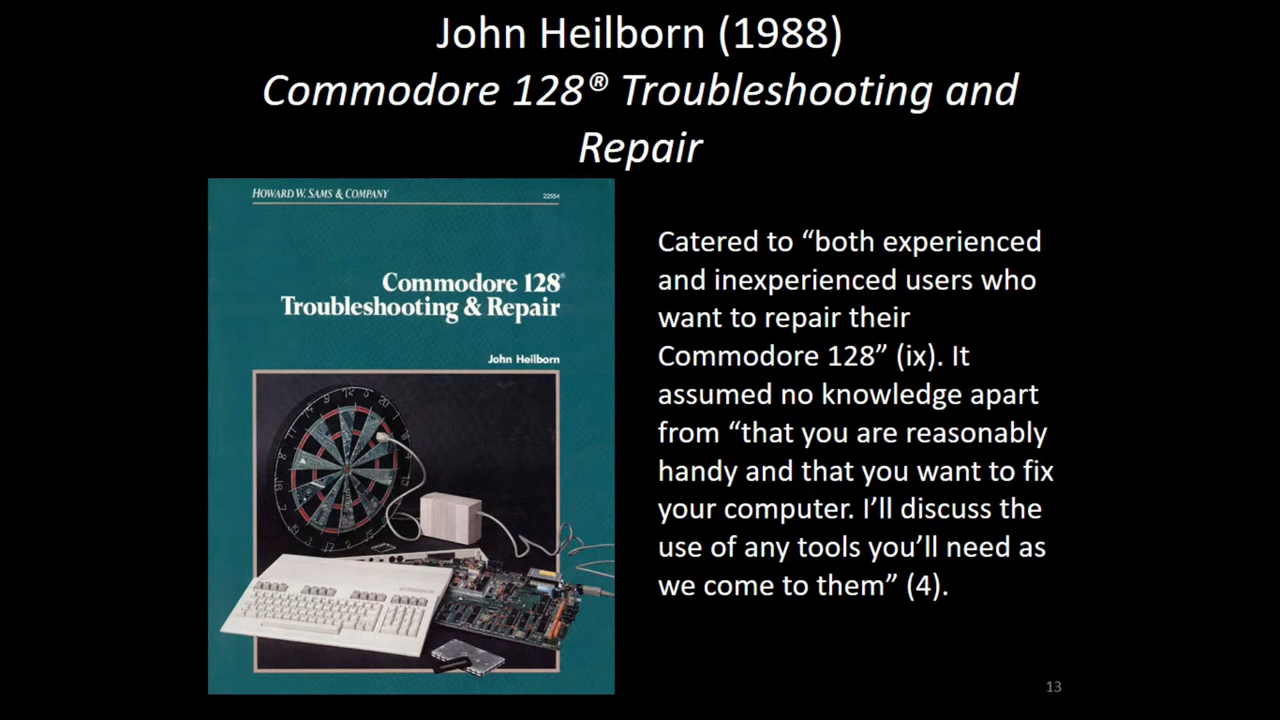 John Heilborn (1988)
Commodore 128® Troubleshooting and
Repair
HOWARD W. SAMS & COMPANY
22554
Commodore 128®
Troubleshooting & Repair
John Heilborn
Catered to “both experienced
and inexperienced users who
want to repair their
Commodore 128” (ix). It
assumed no knowledge apart
from “that you are reasonably
handy and that you want to fix
your computer. I’ll discuss the
use of any tools you’ll need as
we come to them” (4).
13